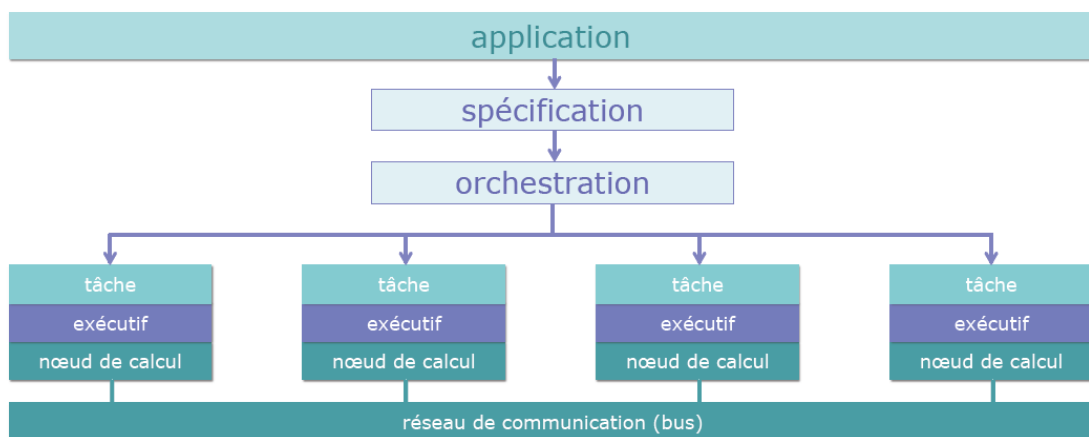 application
spécification
orchestration
tâche
tâche
tâche
tâche
exécutif
exécutif
exécutif
exécutif
nœud de calcul
nœud de calcul
nœud de calcul
nœud de calcul
réseau de communication (bus)